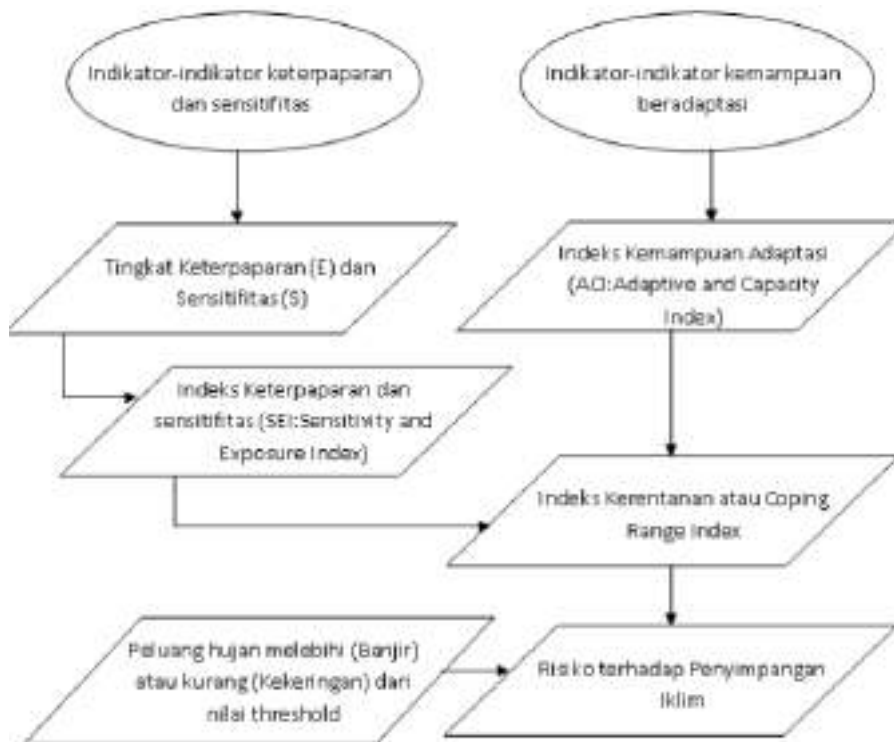 Indikator-indikator keterpaparan
dan sensitifitas
Indikator-indikator kemampuan
beradaptasi
Tingkat Keterpaparan (E) dan
Sensitifitas (S)
Indeks Kemampuan Adaptasi
(ACI:Adaptive and Capacity
Index)
Indeks Keterpaparan dan
sensitifitas (SEI:Sensitivity and
Exposure Index)
Indeks Kerentanan atau Coping
Range Index
Peluang hujan melebihi (Banjir)
atau kurang (Kekeringan) dari
nilai threshold
Risiko terhadap Penyimpangan
Iklim